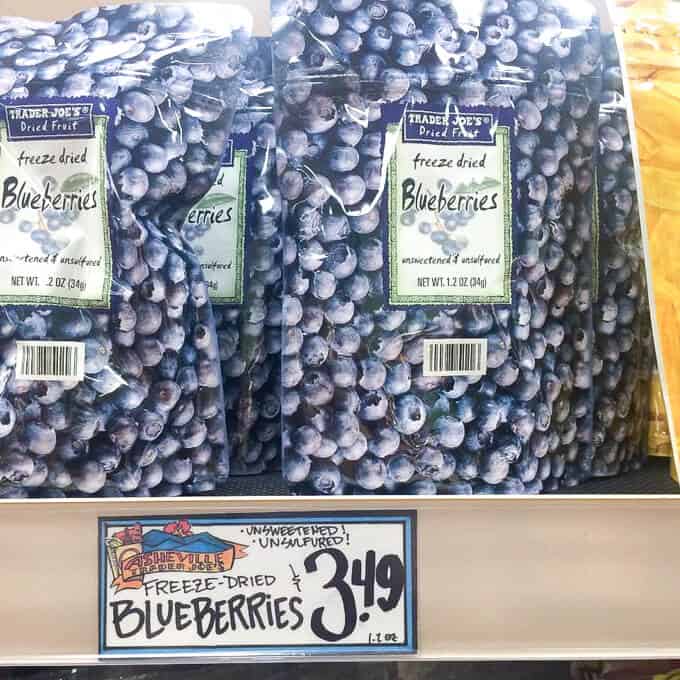 TRADER JOE'S®
Dried Fruit
freeze dried
Blueberries
unsweetened & unsulfured
NET WT. .2 OZ (34g)
erries
TRADER JOE'S®
Dried Fruit
freeze dried
Blueberries
unsweetened & unsulfured
NET WT. 1.2 OZ (34g)
ASHEVILLE
TRADER JOE'S
• UNSWEETENED!
• UNSULFURED!
FREEZE-DRIED
BLUEBERRIES
$3.49
1.2 OZ